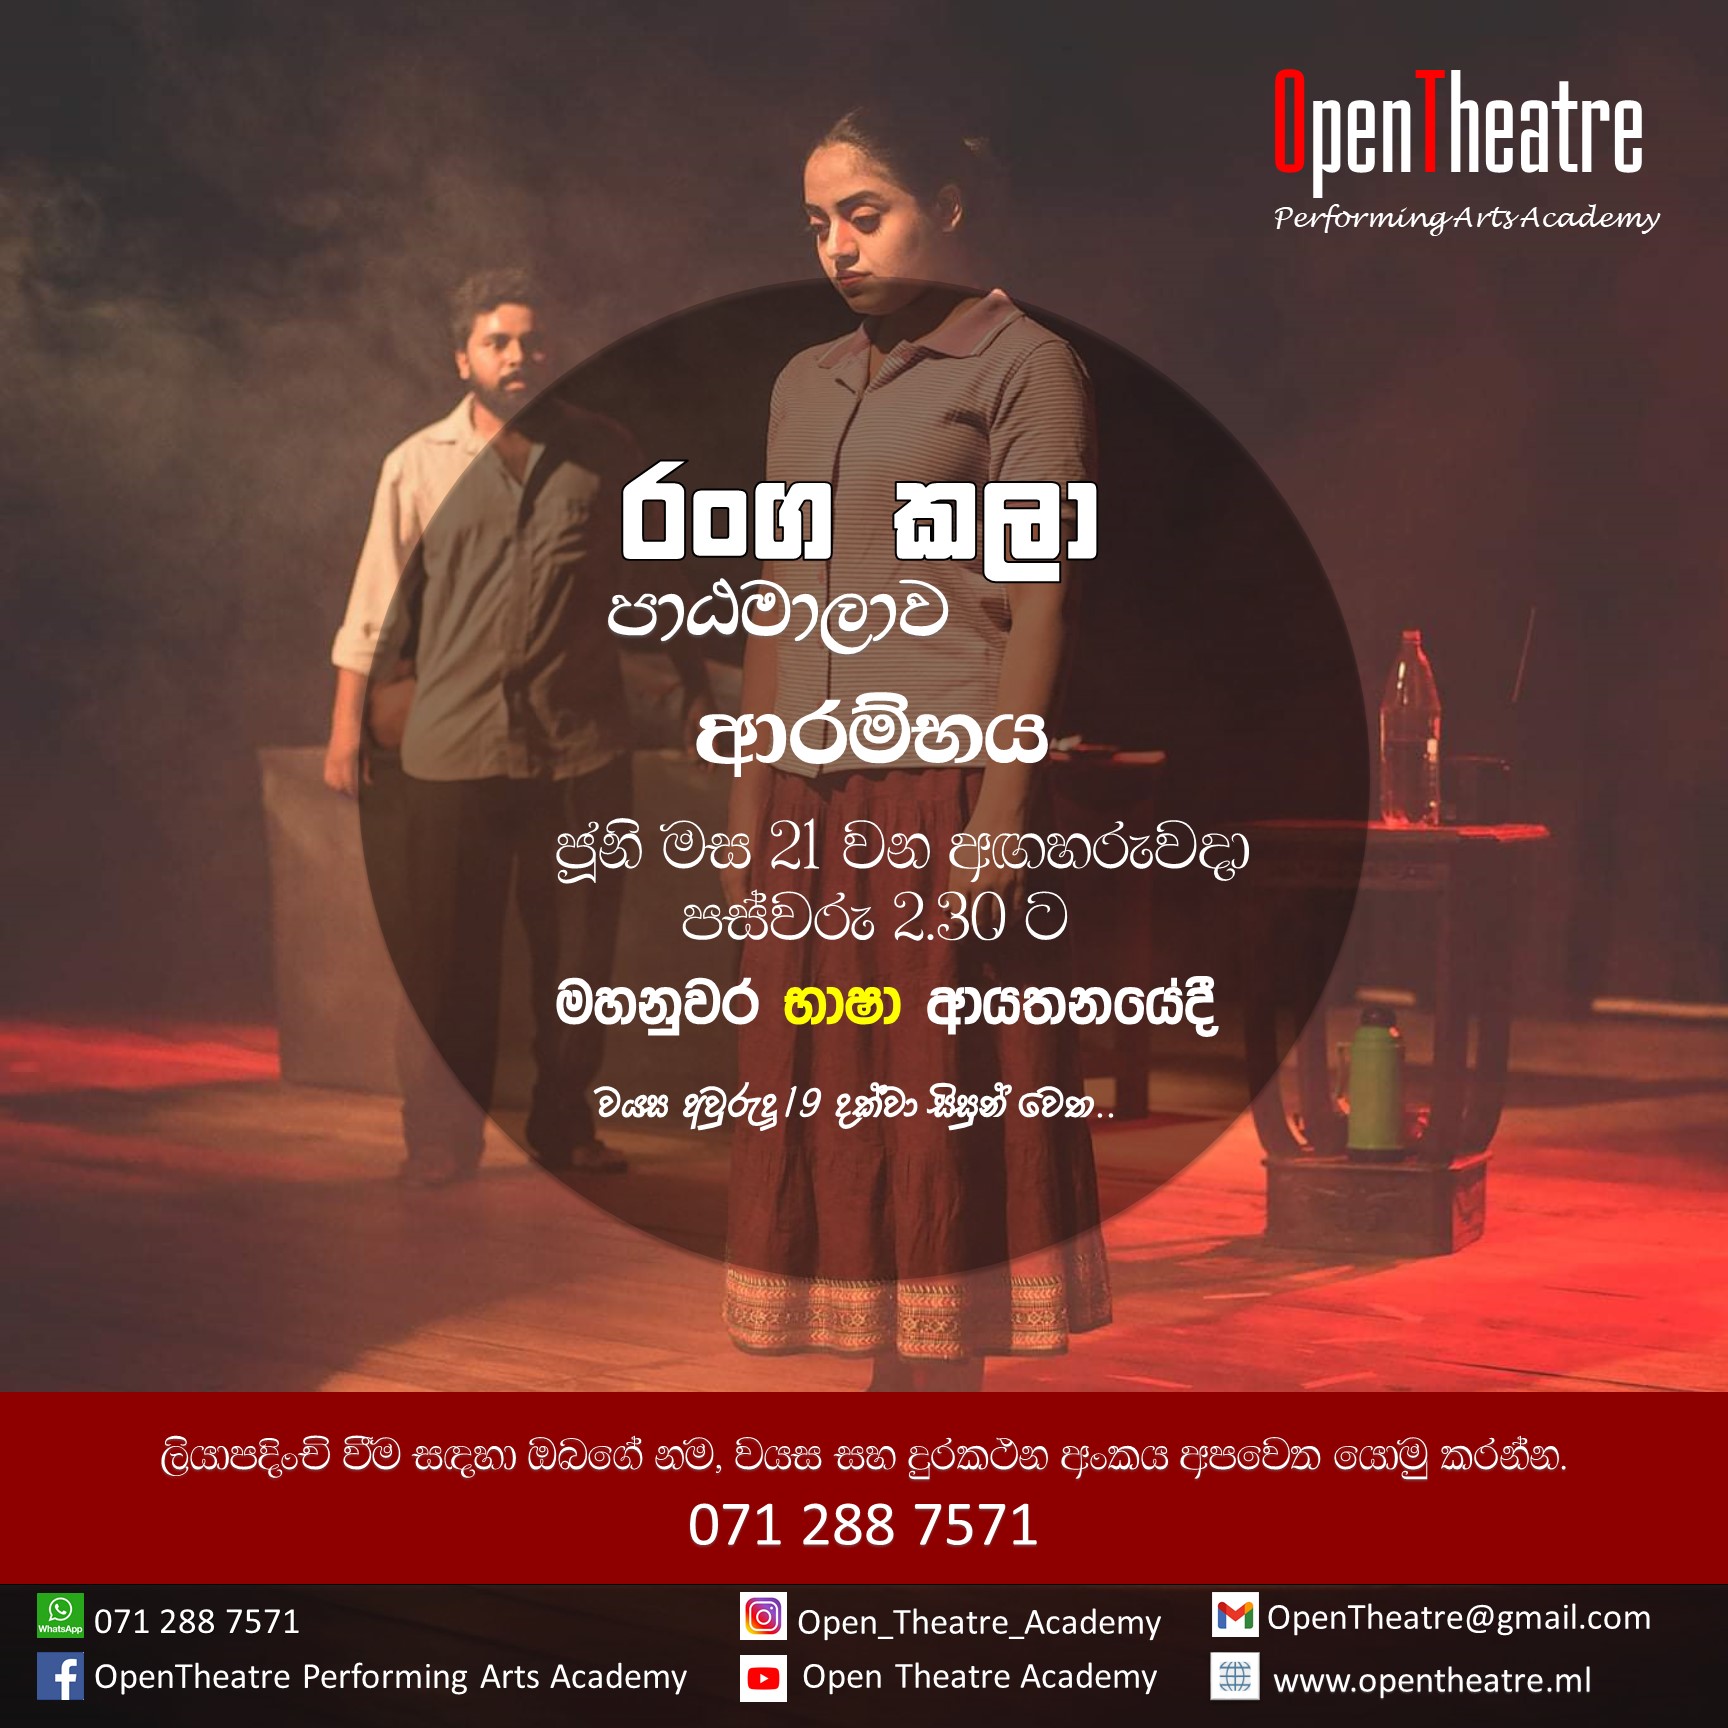 OpenTheatre
Performing Arts Academy
රංග කලා
පාඨමාලාව
ආරම්භය
ජූනි මස 21 වන අඟහරුවදා
පස්වරු 2.30 ට
මහනුවර භාෂා ආයතනයේදී
වයස අවුරුදු 19 දක්වා සිසුන් වෙත..
ලියාපදිංචි වීම සඳහා ඔබගේ නම, වයස සහ දුරකථන අංකය අපවෙත යොමු කරන්න.
071 288 7571
WhatsApp 071 288 7571
Open_Theatre_Academy
OpenTheatre@gmail.com
OpenTheatre Performing Arts Academy
Open Theatre Academy
www.opentheatre.ml